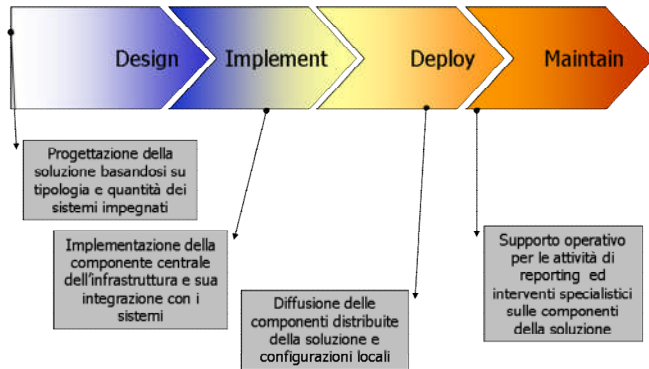 Design
Implement
Deploy
Maintain
Progettazione della
soluzione basandosi su
tipologia e quantità dei
sistemi impegnati
Implementazione della
componente centrale
dell'infrastruttura e sua
integrazione con i
sistemi
Diffusione delle
componenti distribuite
della soluzione e
configurazioni locali
Supporto operativo
per le attività di
reporting ed
interventi specialistici
sulle componenti
della soluzione